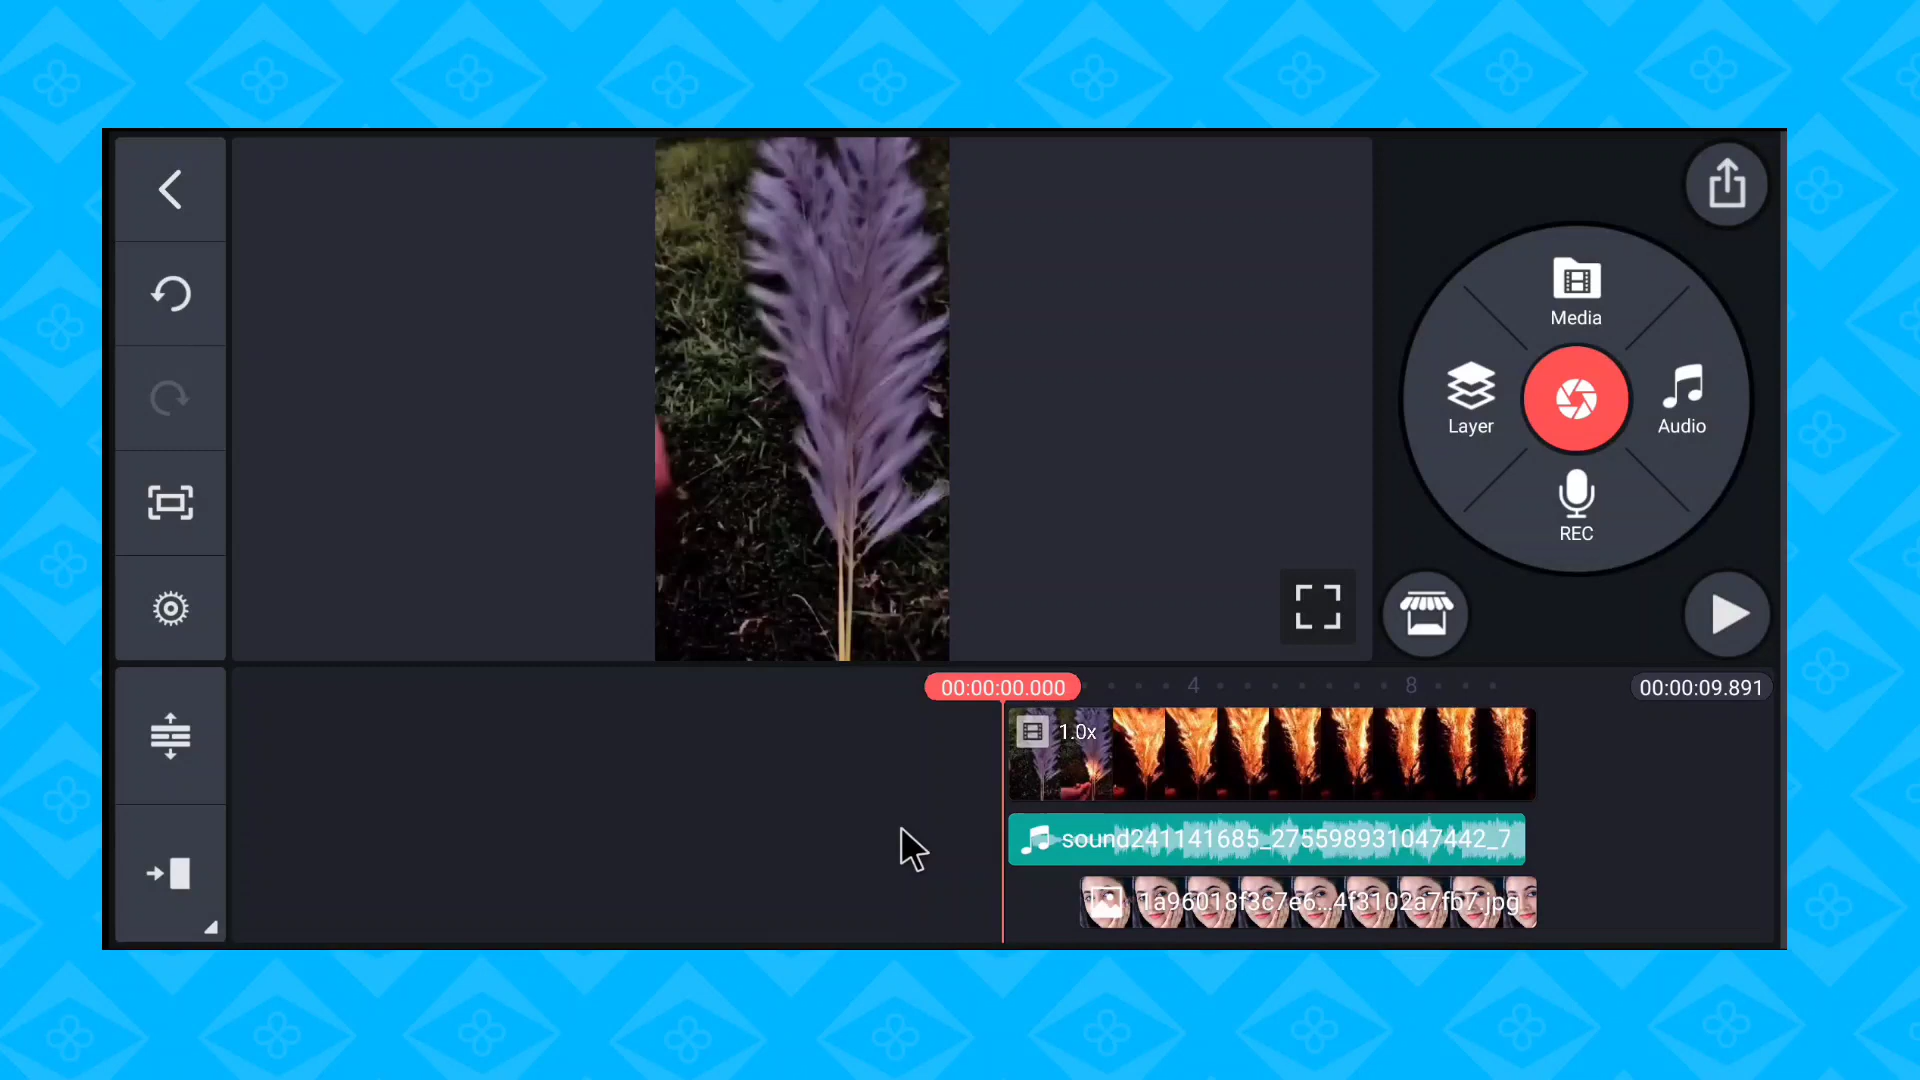 Media
Layer
Audio
REC
00:00:00.000
4
8
00:00:09.891
1.0x
sound241141685_275598931047442_7
1a96018f3c7e6...4f3102a7fb7.jpg